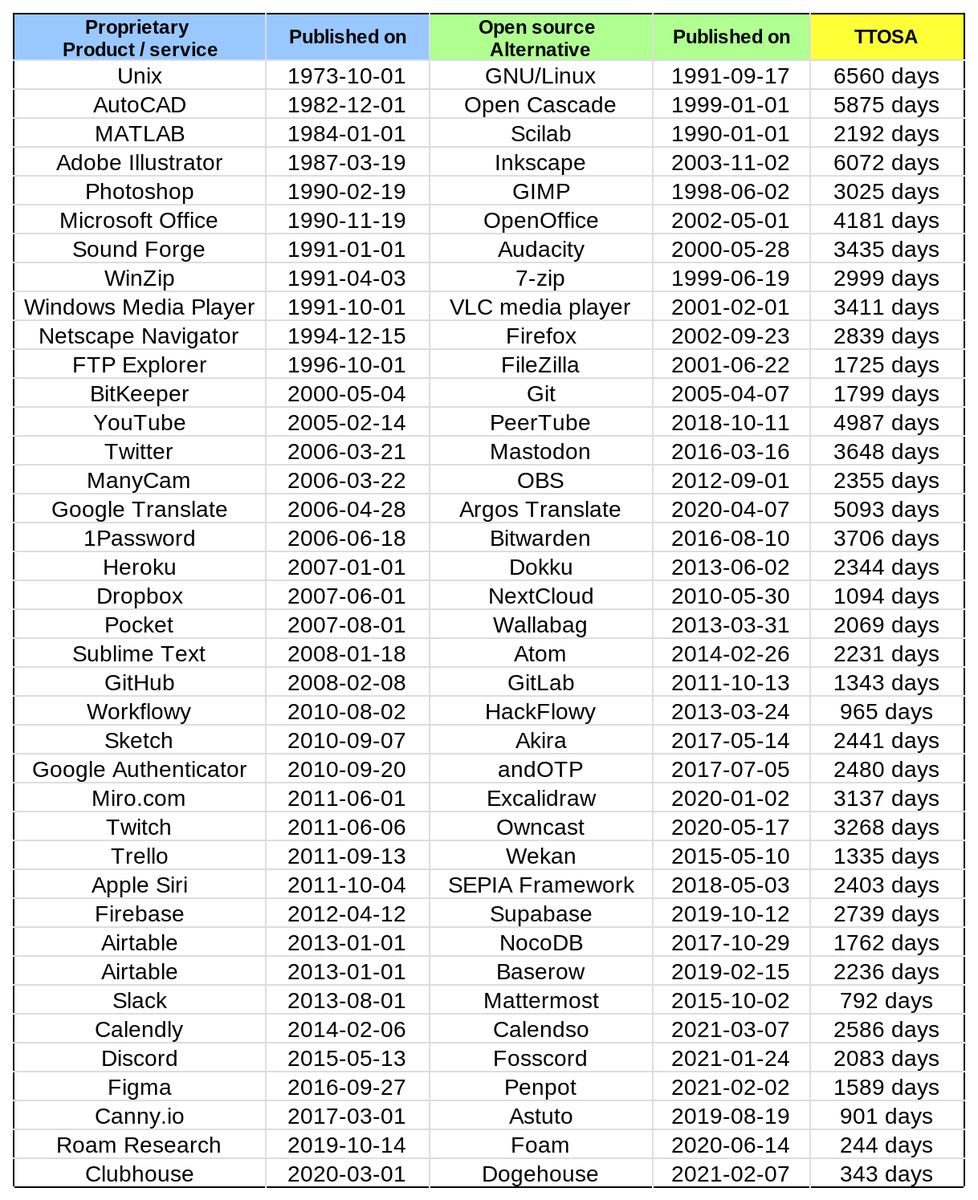 Proprietary Product / service Published on Open source Alternative Published on TTOSA
Unix 1973-10-01 GNU/Linux 1991-09-17 6560 days
AutoCAD 1982-12-01 Open Cascade 1999-01-01 5875 days
MATLAB 1984-01-01 Scilab 1990-01-01 2192 days
Adobe Illustrator 1987-03-19 Inkscape 2003-11-02 6072 days
Photoshop 1990-02-19 GIMP 1998-06-02 3025 days
Microsoft Office 1990-11-19 OpenOffice 2002-05-01 4181 days
Sound Forge 1991-01-01 Audacity 2000-05-28 3435 days
WinZip 1991-04-03 7-zip 1999-06-19 2999 days
Windows Media Player 1991-10-01 VLC media player 2001-02-01 3411 days
Netscape Navigator 1994-12-15 Firefox 2002-09-23 2839 days
FTP Explorer 1996-10-01 FileZilla 2001-06-22 1725 days
BitKeeper 2000-05-04 Git 2005-04-07 1799 days
YouTube 2005-02-14 PeerTube 2018-10-11 4987 days
Twitter 2006-03-21 Mastodon 2016-03-16 3648 days
ManyCam 2006-03-22 OBS 2012-09-01 2355 days
Google Translate 2006-04-28 Argos Translate 2020-04-07 5093 days
1Password 2006-06-18 Bitwarden 2016-08-10 3706 days
Heroku 2007-01-01 Dokku 2013-06-02 2344 days
Dropbox 2007-06-01 NextCloud 2010-05-30 1094 days
Pocket 2007-08-01 Wallabag 2013-03-31 2069 days
Sublime Text 2008-01-18 Atom 2014-02-26 2231 days
GitHub 2008-02-08 GitLab 2011-10-13 1343 days
Workflowy 2010-08-02 HackFlowy 2013-03-24 965 days
Sketch 2010-09-07 Akira 2017-05-14 2441 days
Google Authenticator 2010-09-20 andOTP 2017-07-05 2480 days
Miro.com 2011-06-01 Excalidraw 2020-01-02 3137 days
Twitch 2011-06-06 Owncast 2020-05-17 3268 days
Trello 2011-09-13 Wekan 2015-05-10 1335 days
Apple Siri 2011-10-04 SEPIA Framework 2018-05-03 2403 days
Firebase 2012-04-12 Supabase 2019-10-12 2739 days
Airtable 2013-01-01 NocoDB 2017-10-29 1762 days
Airtable 2013-01-01 Baserow 2019-02-15 2236 days
Slack 2013-08-01 Mattermost 2015-10-02 792 days
Calendly 2014-02-06 Calendso 2021-03-07 2586 days
Discord 2015-05-13 Fosscord 2021-01-24 2083 days
Figma 2016-09-27 Penpot 2021-02-02 1589 days
Canny.io 2017-03-01 Astuto 2019-08-19 901 days
Roam Research 2019-10-14 Foam 2020-06-14 244 days
Clubhouse 2020-03-01 Dogehouse 2021-02-07 343 days